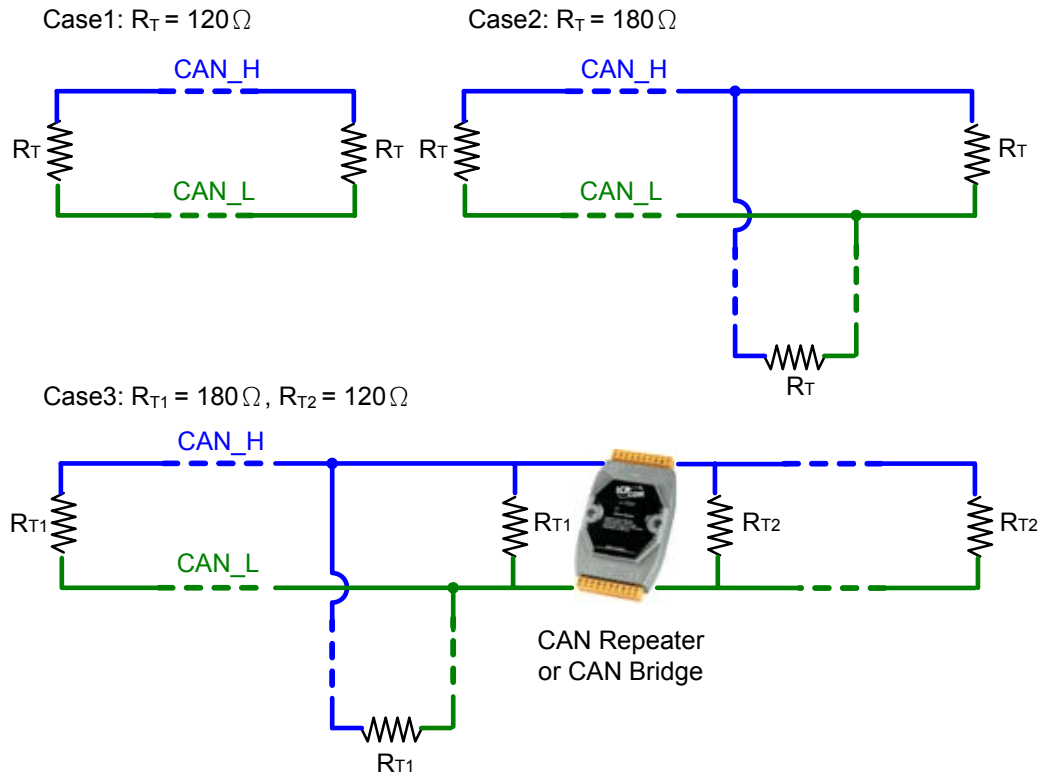 Case1: RT = 120Ω
Case2: RT = 180Ω
CAN_H
RT
RT
CAN_L
CAN_H
RT
RT
CAN_L
RT
Case3: RT1 = 180Ω, RT2 = 120Ω
CAN_H
RT1
RT1
RT2
RT2
CAN_L
CAN Repeater
or CAN Bridge
RT1